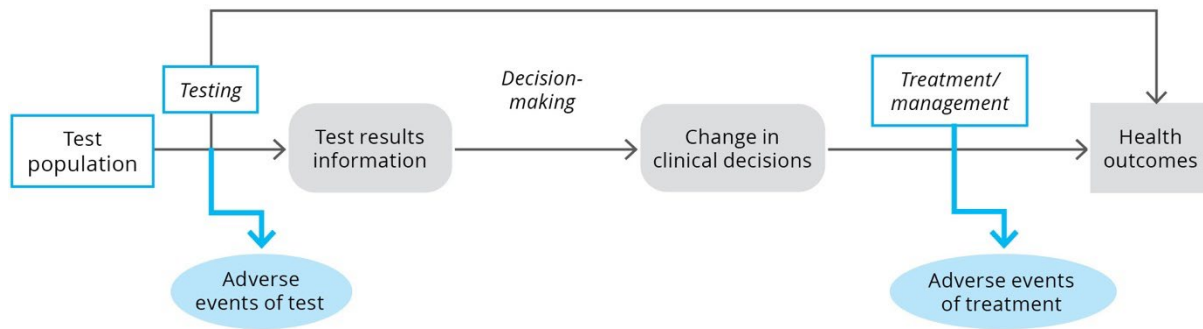 Testing
Decision-
making
Treatment/
management
Test
population
Test results
information
Change in
clinical decisions
Health
outcomes
Adverse
events of test
Adverse events
of treatment